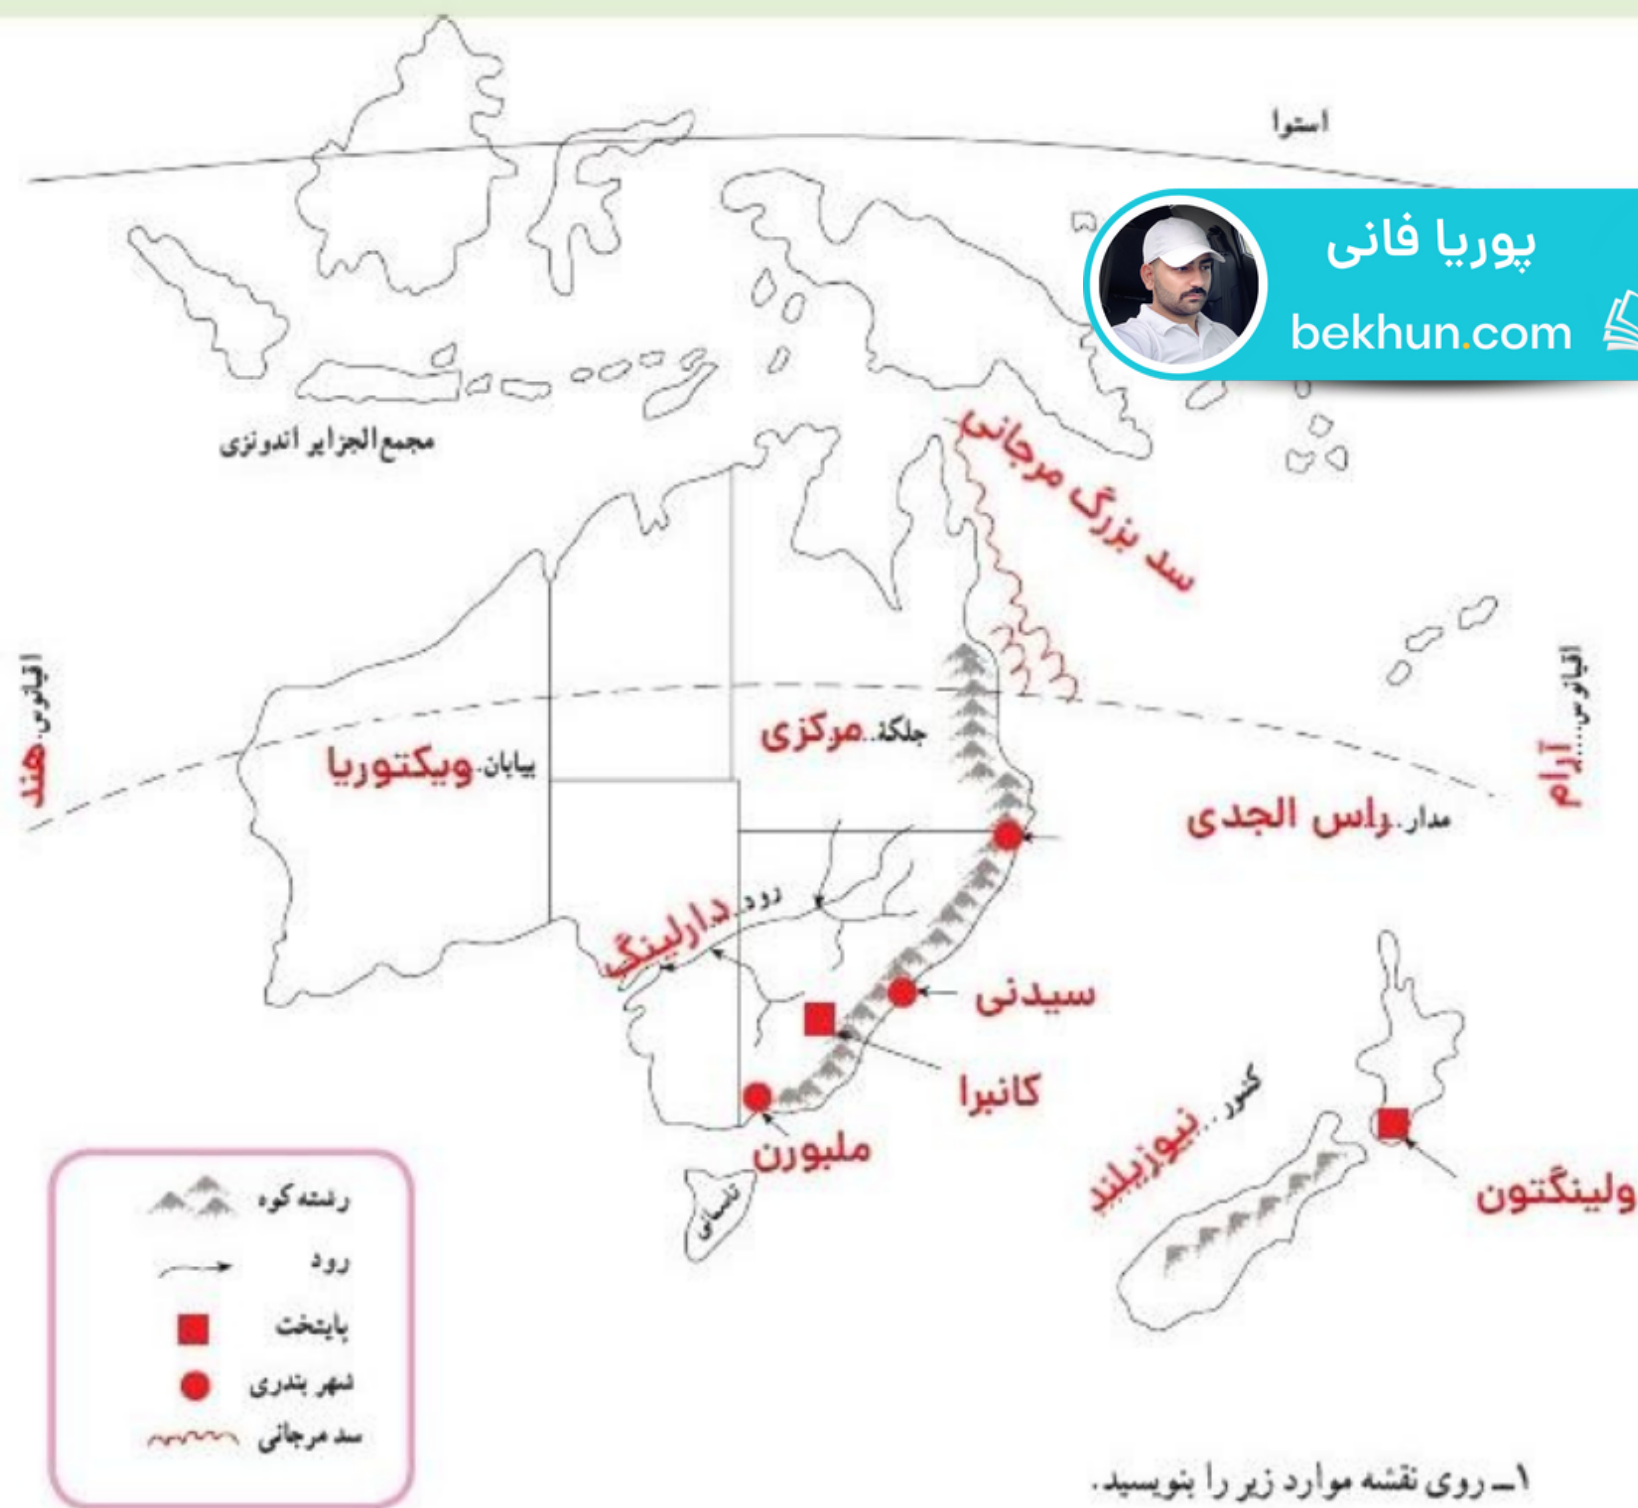 استوا
پوریا فانی
bekhun.com
مجمع‌الجزایر اندونزی
سد بزرگ مرجانی
اقیانوس..هند
بیابان..ویکتوریا
جلگهٔ..مرکزی
اقیانوس....آرام
مدار..راس الجدی
رود..دارلینگ
سیدنی
کانبرا
ملبورن
کشور...نیوزیلند
ولینگتون
تاسمانی
رشته کوه
رود
پایتخت
شهر بندری
سد مرجانی
۱ــ روی نقشه موارد زیر را بنویسید.